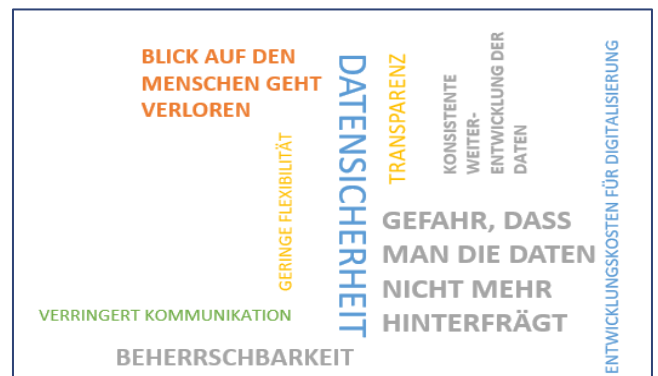 BLICK AUF DEN
MENSCHEN GEHT
VERLOREN
GERINGE FLEXIBILITÄT
DATENSICHERHEIT
TRANSPARENZ
KONSISTENTE
WEITER-
ENTWICKLUNG DER
DATEN
ENTWICKLUNGSKOSTEN FÜR DIGITALISIERUNG
GEFAHR, DASS
MAN DIE DATEN
NICHT MEHR
HINTERFRÄGT
VERRINGERT KOMMUNIKATION
BEHERRSCHBARKEIT